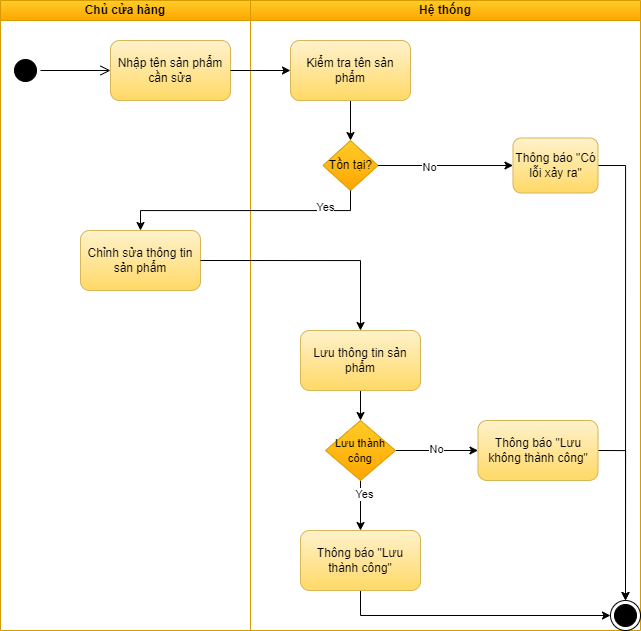 Chủ cửa hàng
Hệ thống
Nhập tên sản phẩm
cần sửa
Kiểm tra tên sản
phẩm
Tồn tại?
No
Thông báo "Có
lỗi xảy ra"
Yes
Chỉnh sửa thông tin
sản phẩm
Lưu thông tin sản
phẩm
Lưu thành
công
No
Thông báo "Lưu
không thành công"
Yes
Thông báo "Lưu
thành công"